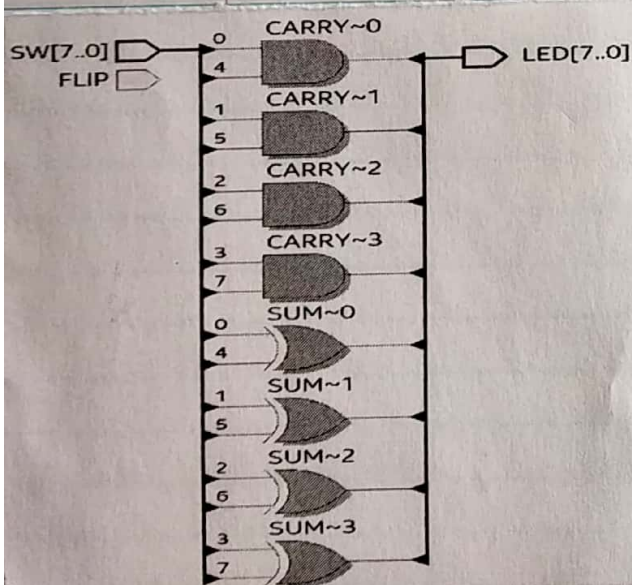 CARRY~0
SW[7..0]
0
LED[7..0]
FLIP
4
CARRY~1
1
5
CARRY~2
2
6
CARRY~3
3
7
SUM~0
0
4
SUM~1
1
5
SUM~2
2
6
SUM~3
3
7